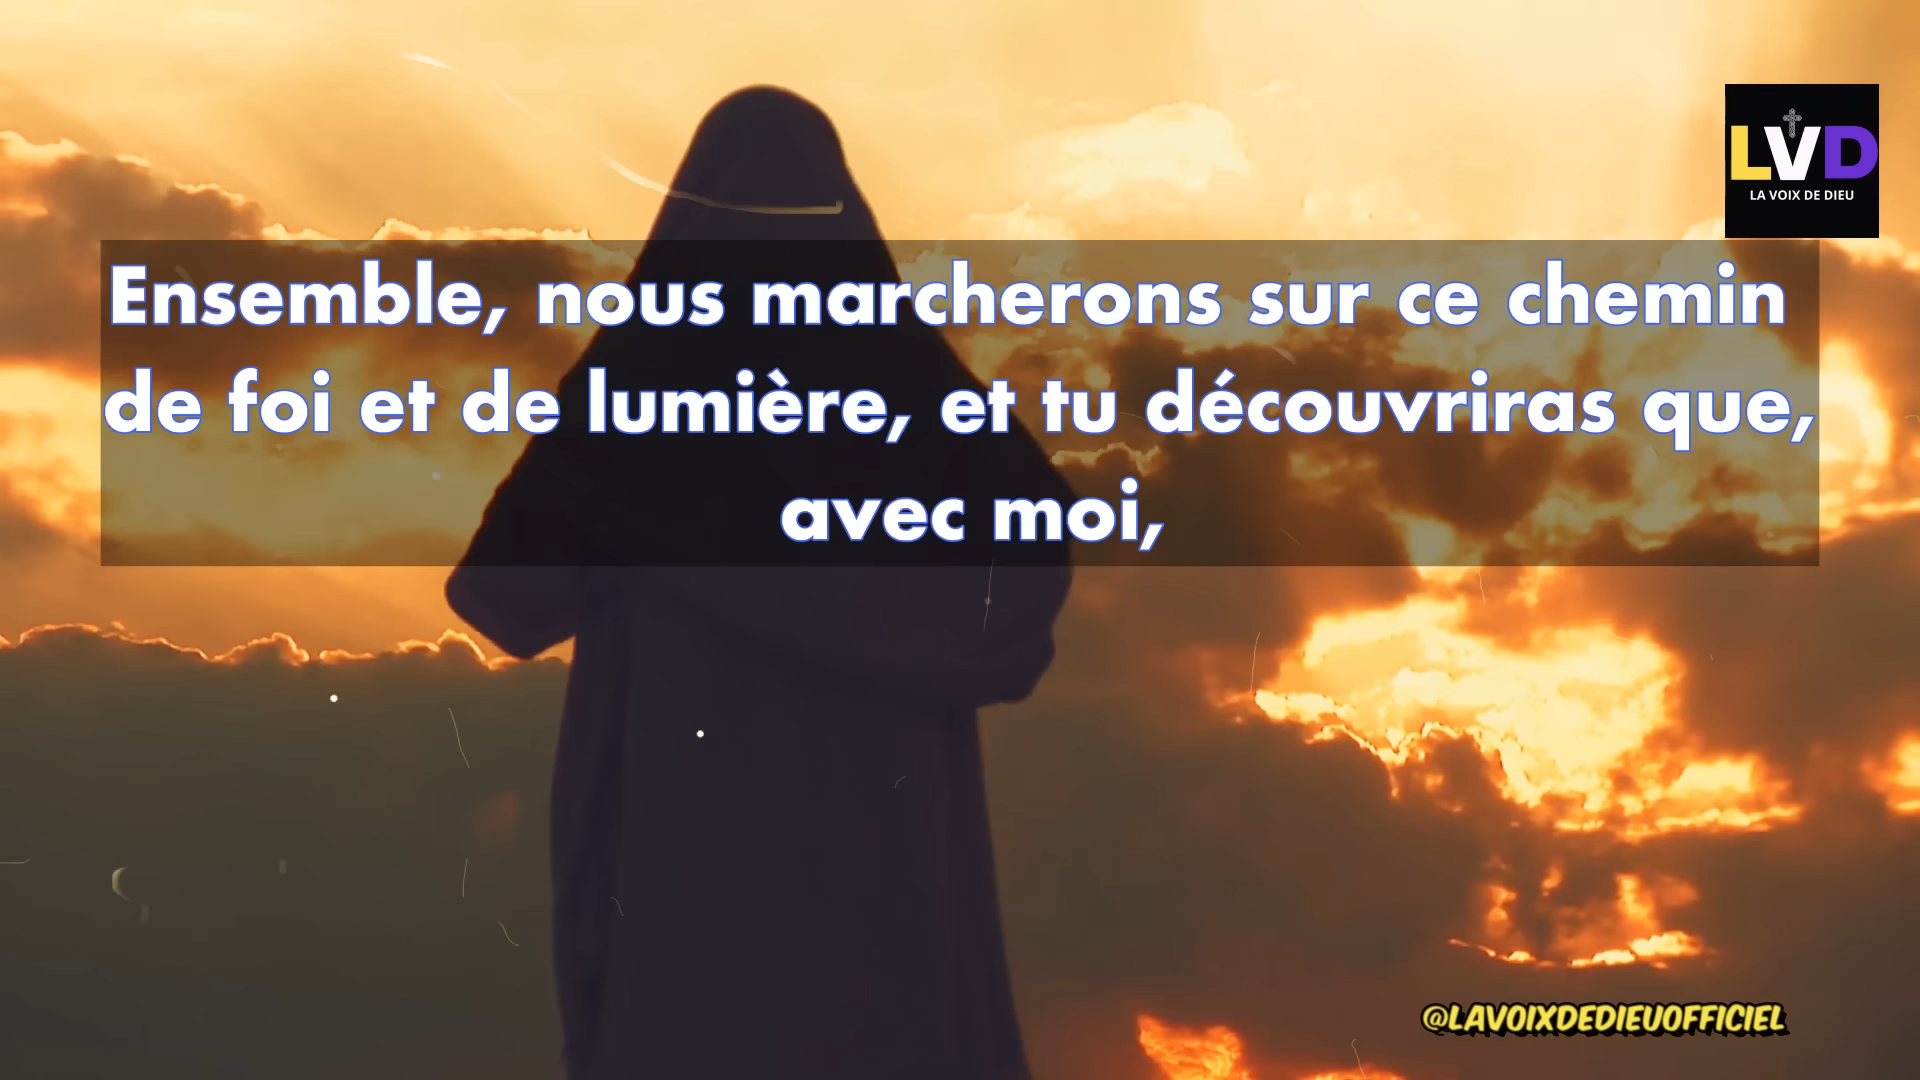 LVD
LA VOIX DE DIEU
Ensemble, nous marcherons sur ce chemin
de foi et de lumière, et tu découvriras que,
avec moi,
@LAVOIXDEDIEUOFFICIEL